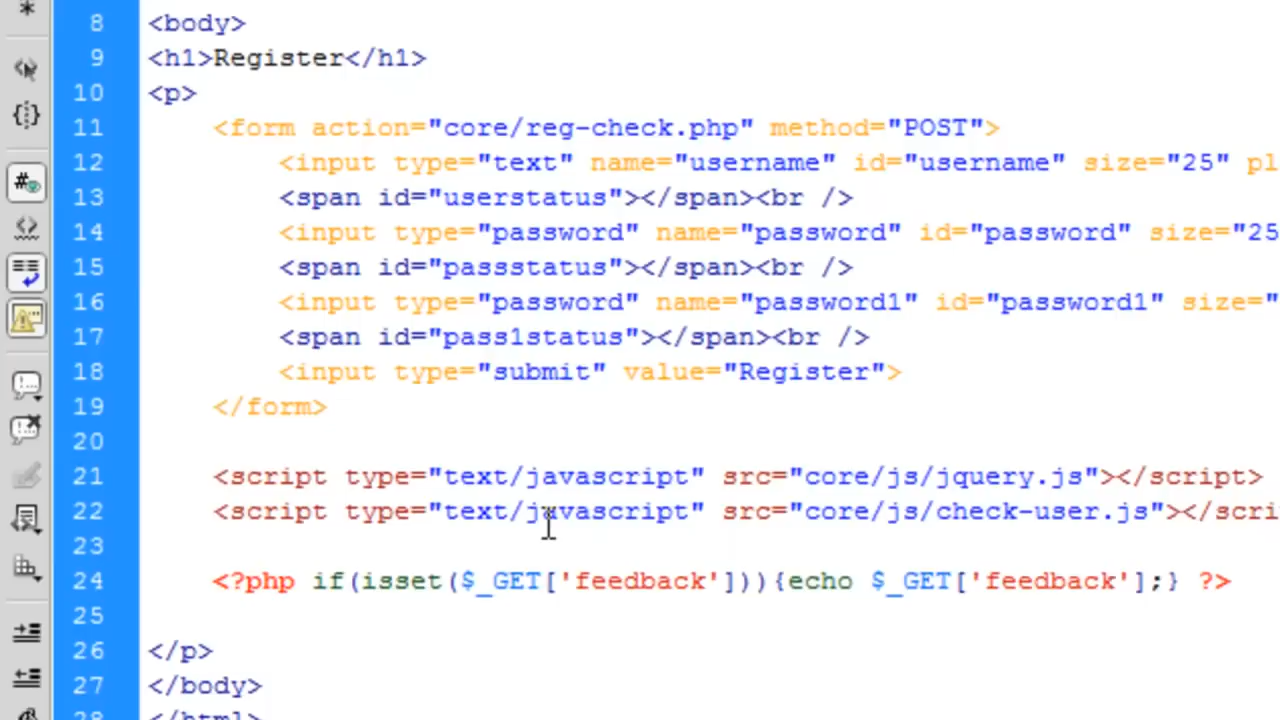 8 <body>
9 <h1>Register</h1>
10 <p>
11 <form action="core/reg-check.php" method="POST">
12 <input type="text" name="username" id="username" size="25" pl
13 <span id="userstatus"></span><br />
14 <input type="password" name="password" id="password" size="25
15 <span id="passstatus"></span><br />
16 <input type="password" name="password1" id="password1" size="
17 <span id="pass1status"></span><br />
18 <input type="submit" value="Register">
19 </form>
20
21 <script type="text/javascript" src="core/js/jquery.js"></script>
22 <script type="text/javascript" src="core/js/check-user.js"></scri
23
24 <?php if(isset($_GET['feedback'])){echo $_GET['feedback'];} ?>
25
26 </p>
27 </body>
28 </html>